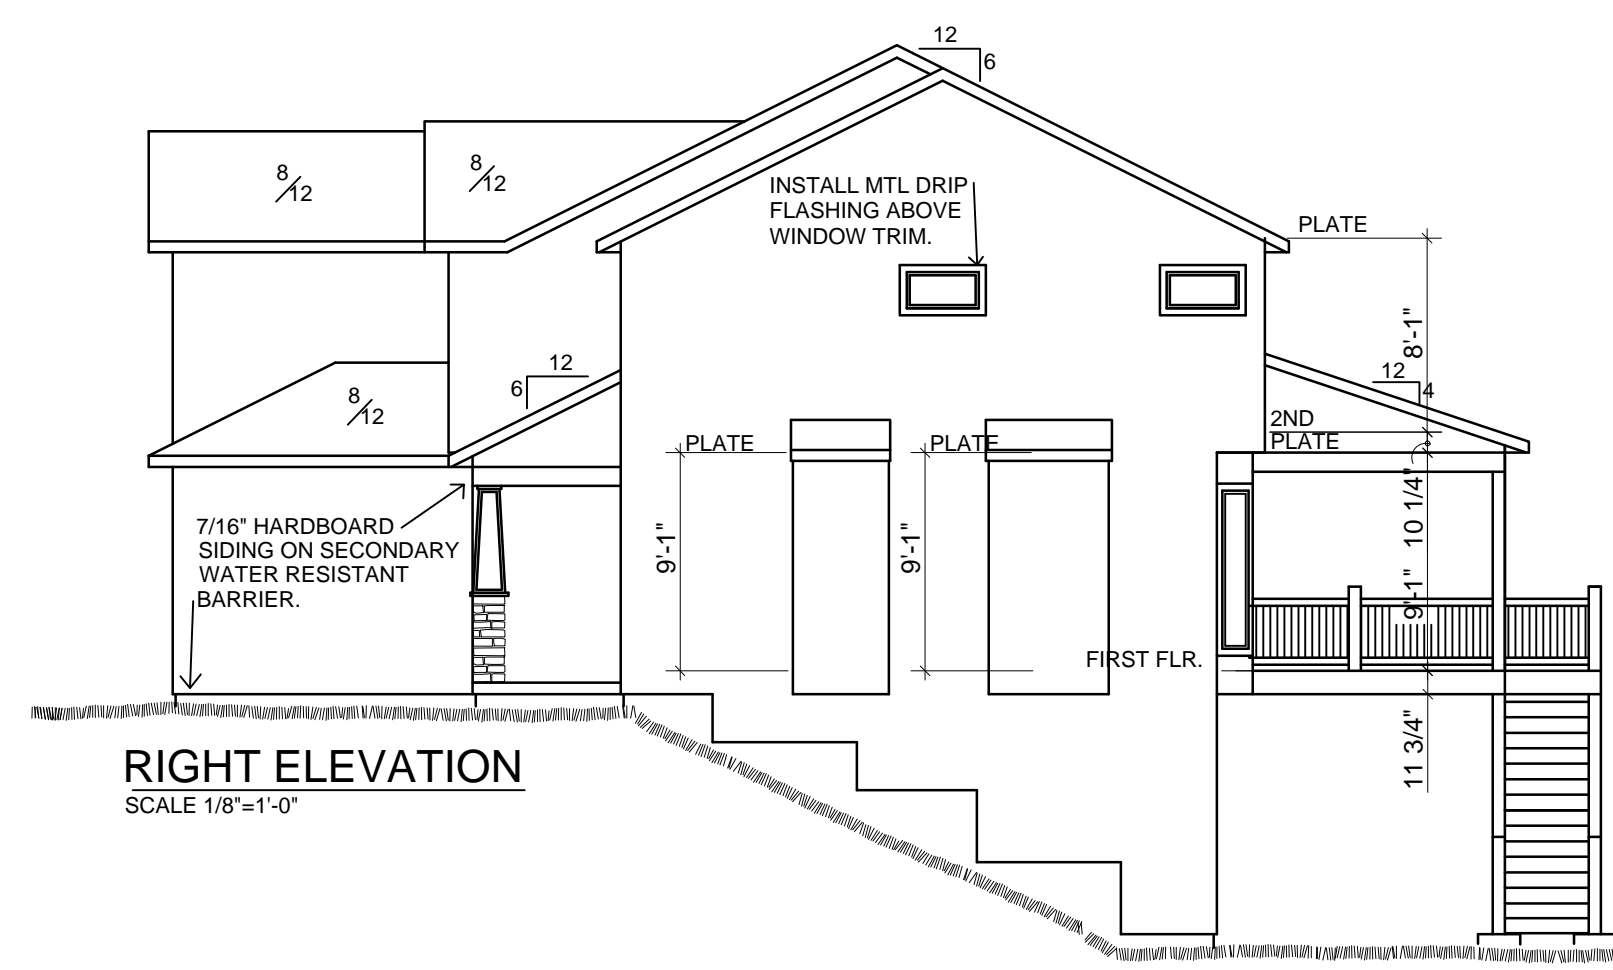 12
6
8/12
8/12
INSTALL MTL DRIP
FLASHING ABOVE
WINDOW TRIM.
PLATE
8'-1"
12
6
12
4
8/12
2ND
PLATE
PLATE
PLATE
10 1/4"
7/16" HARDBOARD
SIDING ON SECONDARY
WATER RESISTANT
BARRIER.
9'-1"
9'-1"
9'-1"
FIRST FLR.
11 3/4"
RIGHT ELEVATION
SCALE 1/8"=1'-0"